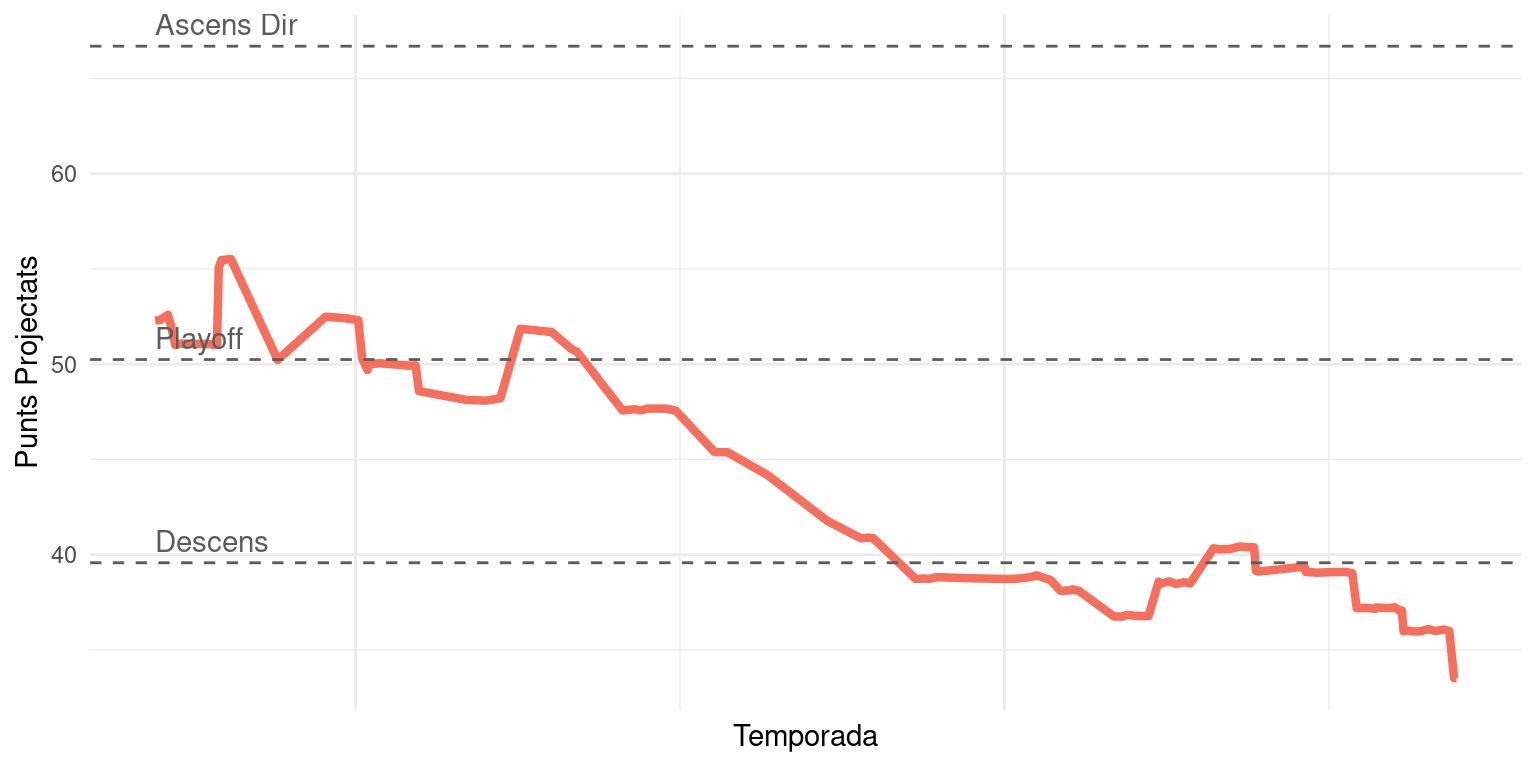 Ascens Dir
60
Playoff
50
Descens
40
Punts Projectats
Temporada